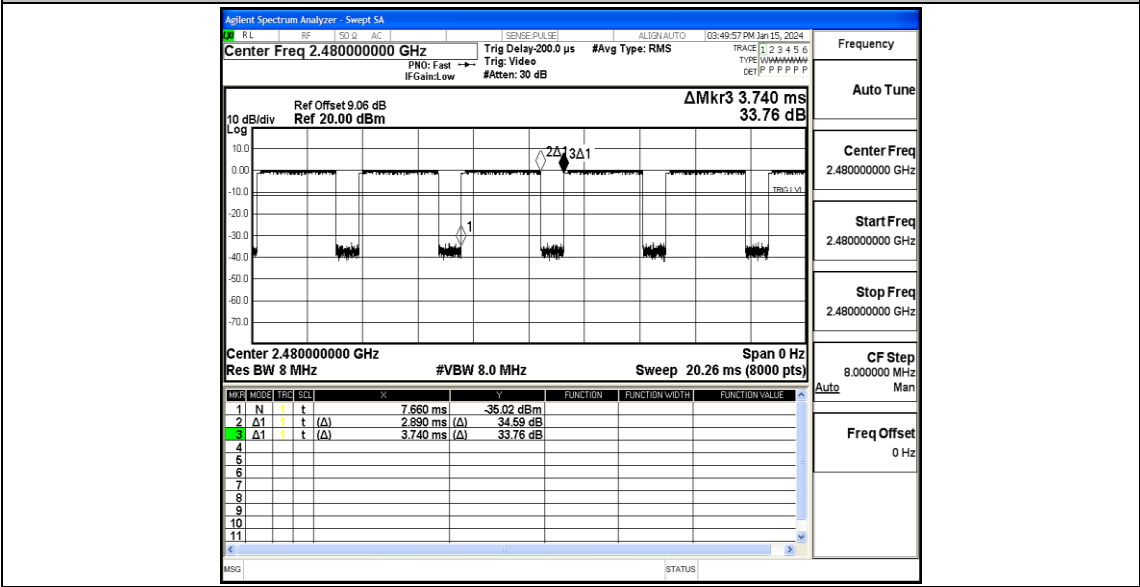 Agilent Spectrum Analyzer - Swept SA
LXI RL RF 50 Ω AC SENSE:PULSE ALIGN AUTO 03:49:57 PM Jan 15, 2024
Center Freq 2.480000000 GHz
PNO: Fast
IFGain:Low
Trig Delay-200.0 µs
Trig: Video
#Atten: 30 dB
#Avg Type: RMS
TRACE 1 2 3 4 5 6
TYPE WWWWWW
DET P P P P P P
ΔMkr3 3.740 ms
33.76 dB
Ref Offset 9.06 dB
10 dB/div Ref 20.00 dBm
Log
10.0
0.00
-10.0
-20.0
-30.0
-40.0
-50.0
-60.0
-70.0
2Δ1
3Δ1
1
TRIG LVL
Center 2.480000000 GHz Span 0 Hz
Res BW 8 MHz #VBW 8.0 MHz Sweep 20.26 ms (8000 pts)
MKR MODE TRC SCL X Y FUNCTION FUNCTION WIDTH FUNCTION VALUE
1 N 1 t 7.660 ms -35.02 dBm
2 Δ1 1 t (Δ) 2.890 ms (Δ) 34.59 dB
3 Δ1 1 t (Δ) 3.740 ms (Δ) 33.76 dB
4
5
6
7
8
9
10
11
MSG STATUS
Frequency
Auto Tune
Center Freq
2.480000000 GHz
Start Freq
2.480000000 GHz
Stop Freq
2.480000000 GHz
CF Step
8.000000 MHz
Auto Man
Freq Offset
0 Hz